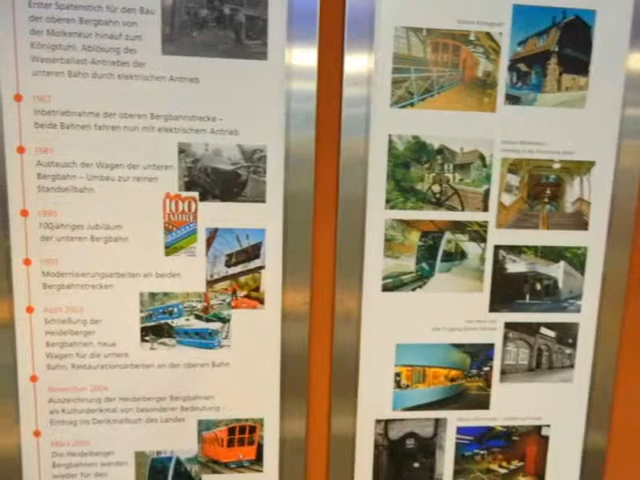 Erster Spatenstich für den Bau
der oberen Bergbahn von
der Molkenkur hinauf zum
Königstuhl, Ablösung des
Wasserballast-Antriebes der
unteren Bahn durch elektrischen Antrieb
1907
Inbetriebnahme der oberen Bergbahnstrecke –
beide Bahnen fahren nun mit elektrischem Antrieb
1961
Austausch der Wagen der unteren
Bergbahn – Umbau zur reinen
Standseilbahn
100 JAHRE
1990
100jähriges Jubiläum
der unteren Bergbahn
Modernisierungsarbeiten an beiden
Bergbahnstrecken
April 2003
Schließung der
Heidelberger
Bergbahnen, neue
Wagen für die untere
Bahn, Restaurationsarbeiten an der oberen Bahn
November 2004
Auszeichnung der Heidelberger Bergbahnen
als Kulturdenkmal von besonderer Bedeutung –
Eintrag ins Denkmalbuch des Landes
März
Die Heidelberger
Bergbahnen werden
wieder für den